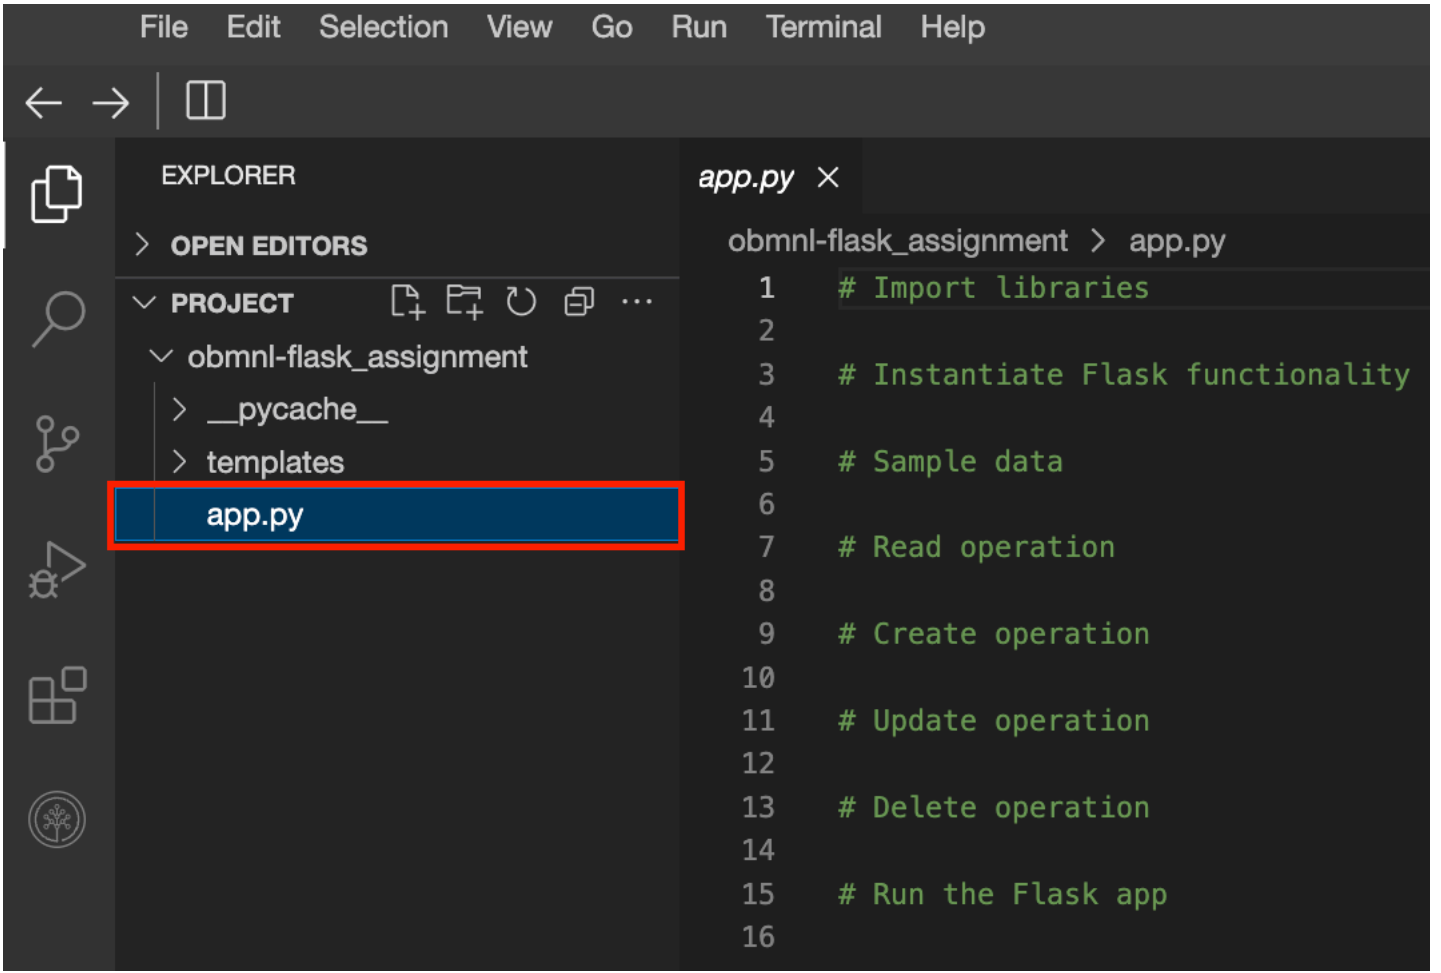 File Edit Selection View Go Run Terminal Help
EXPLORER
OPEN EDITORS
PROJECT
obmnl-flask_assignment
__pycache__
templates
app.py
app.py
obmnl-flask_assignment > app.py
1 # Import libraries
2
3 # Instantiate Flask functionality
4
5 # Sample data
6
7 # Read operation
8
9 # Create operation
10
11 # Update operation
12
13 # Delete operation
14
15 # Run the Flask app
16